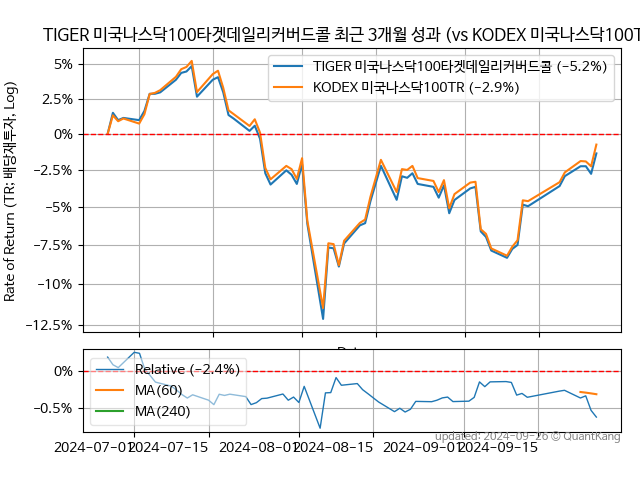 TIGER 미국나스닥100타겟데일리커버드콜 최근 3개월 성과 (vs KODEX 미국나스닥100T
5%
2.5%
0%
−2.5%
−5%
−7.5%
−10%
−12.5%
Rate of Return (TR: 배당재투자, Log)
TIGER 미국나스닥100타겟데일리커버드콜 (−5.2%)
KODEX 미국나스닥100TR (−2.9%)
0%
−0.5%
Relative (−2.4%)
MA(60)
MA(240)
2024-07-01
2024-07-15
2024-08-01
2024-08-15
2024-09-01
2024-09-15
updated: 2024-09-26 © QuantKang